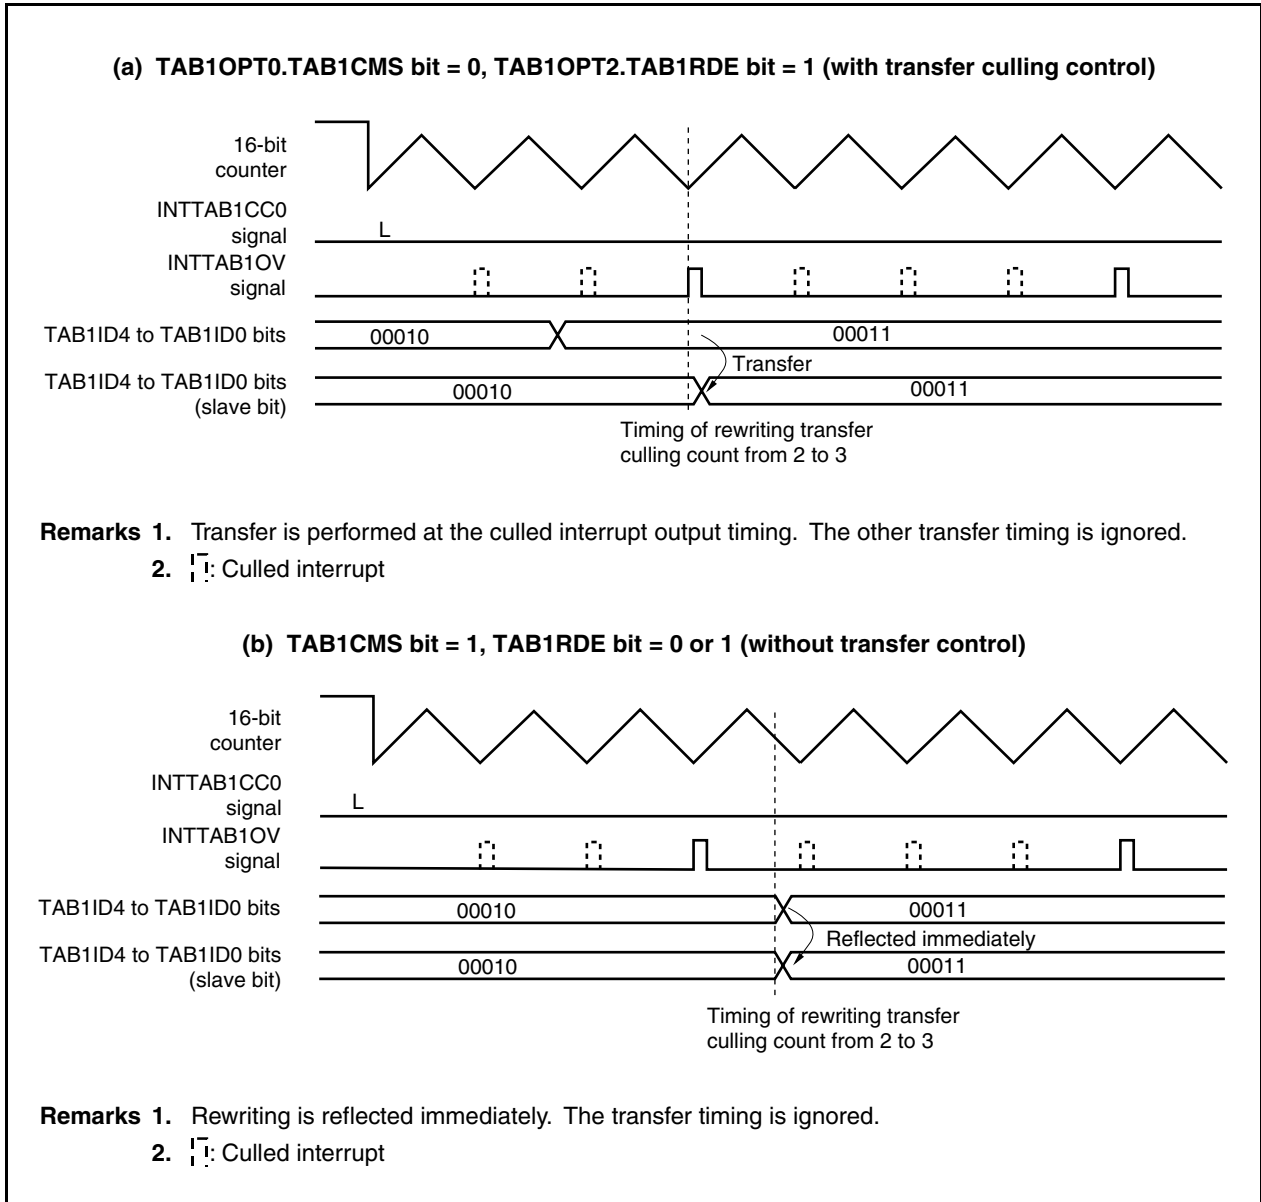 (a) TAB1OPT0.TAB1CMS bit = 0, TAB1OPT2.TAB1RDE bit = 1 (with transfer culling control)
16-bit
counter
INTTAB1CC0
signal
L
INTTAB1OV
signal
TAB1ID4 to TAB1ID0 bits
00010
00011
Transfer
TAB1ID4 to TAB1ID0 bits
(slave bit)
00010
00011
Timing of rewriting transfer
culling count from 2 to 3
Remarks 1. Transfer is performed at the culled interrupt output timing. The other transfer timing is ignored.
2. : Culled interrupt
(b) TAB1CMS bit = 1, TAB1RDE bit = 0 or 1 (without transfer control)
16-bit
counter
INTTAB1CC0
signal
L
INTTAB1OV
signal
TAB1ID4 to TAB1ID0 bits
00010
00011
Reflected immediately
TAB1ID4 to TAB1ID0 bits
(slave bit)
00010
00011
Timing of rewriting transfer
culling count from 2 to 3
Remarks 1. Rewriting is reflected immediately. The transfer timing is ignored.
2. : Culled interrupt